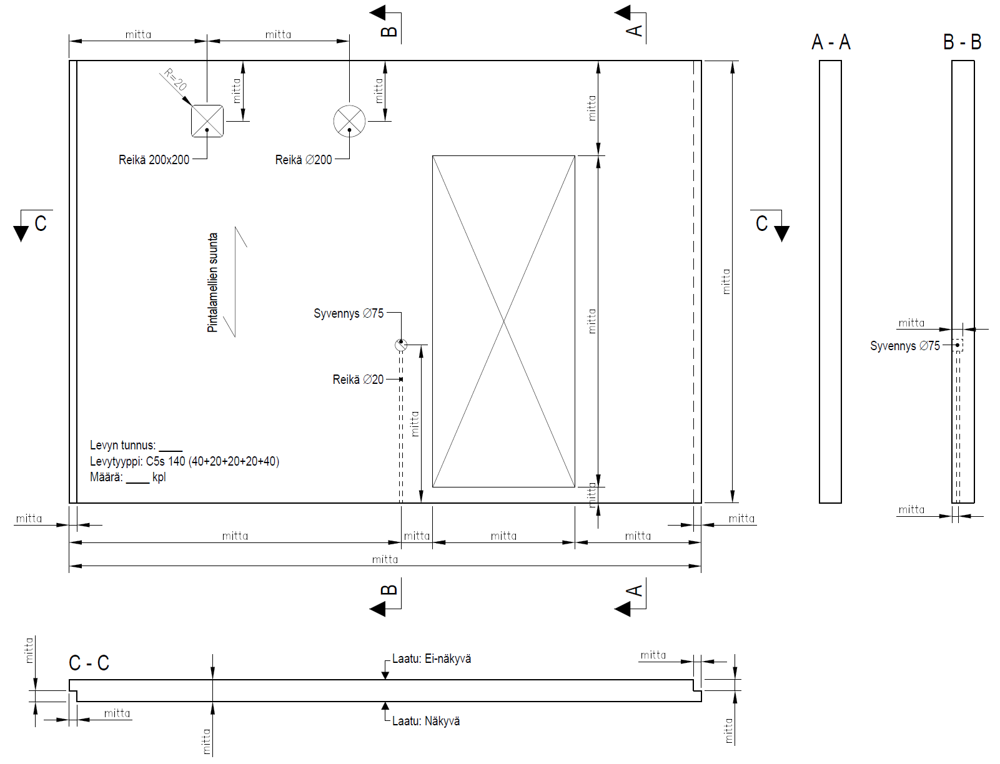 B
A
A - A
B - B
mitta
mitta
R=20
mitta
mitta
mitta
Reikä 200x200
Reikä ∅200
C
C
Pintalamellien suunta
mitta
mitta
Syvennys ∅75
mitta
Syvennys ∅75
Reikä ∅20
mitta
Levyn tunnus: ____
Levytyyppi: C5s 140 (40+20+20+20+40)
Määrä: ____ kpl
mitta
mitta
mitta
mitta
mitta
mitta
mitta
mitta
mitta
B
A
mitta
C - C
Laatu: Ei-näkyvä
mitta
mitta
Laatu: Näkyvä
mitta
mitta